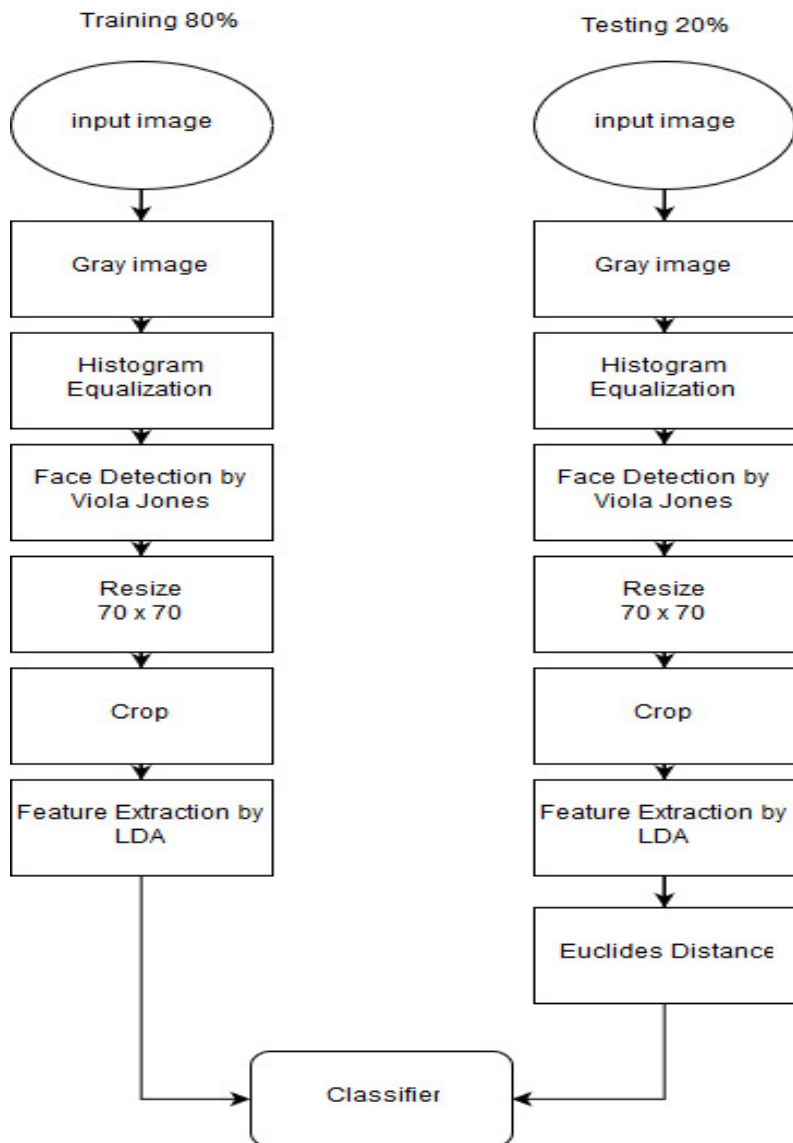 Training 80%
input image
Gray image
Histogram
Equalization
Face Detection by
Viola Jones
Resize
70 x 70
Crop
Feature Extraction by
LDA
Testing 20%
input image
Gray image
Histogram
Equalization
Face Detection by
Viola Jones
Resize
70 x 70
Crop
Feature Extraction by
LDA
Euclides Distance
Classifier